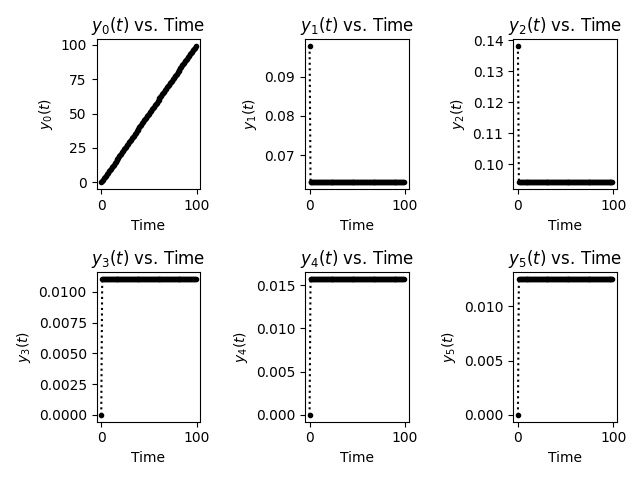 y₀(t) vs. Time
y₁(t) vs. Time
y₂(t) vs. Time
y₀(t)
100
75
50
25
0
0
100
Time
y₁(t)
0.09
0.08
0.07
0
100
Time
y₂(t)
0.14
0.13
0.12
0.11
0.10
0
100
Time
y₃(t) vs. Time
y₄(t) vs. Time
y₅(t) vs. Time
y₃(t)
0.0100
0.0075
0.0050
0.0025
0.0000
0
100
Time
y₄(t)
0.015
0.010
0.005
0.000
0
100
Time
y₅(t)
0.010
0.005
0.000
0
100
Time